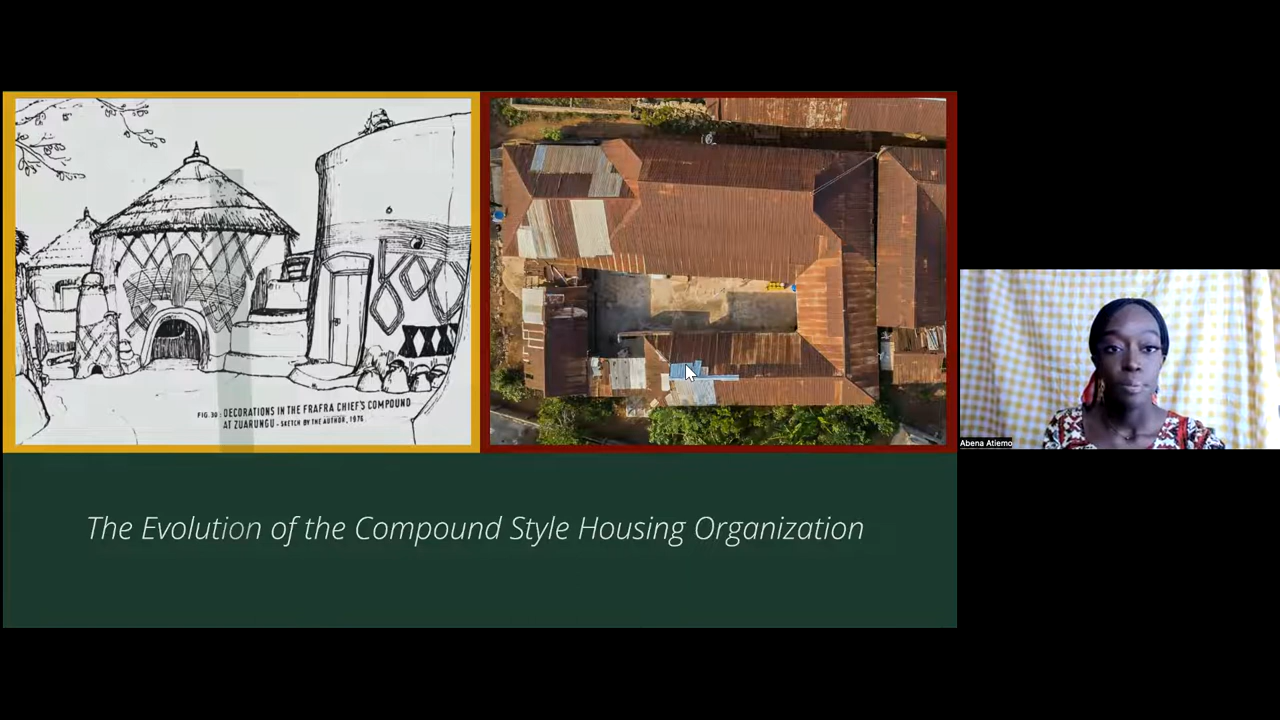 FIG. 30 : DECORATIONS IN THE FRAFRA CHIEF'S COMPOUND
AT ZUARUNGU - SKETCH BY THE AUTHOR, 1976
The Evolution of the Compound Style Housing Organization
Abena Atiemo